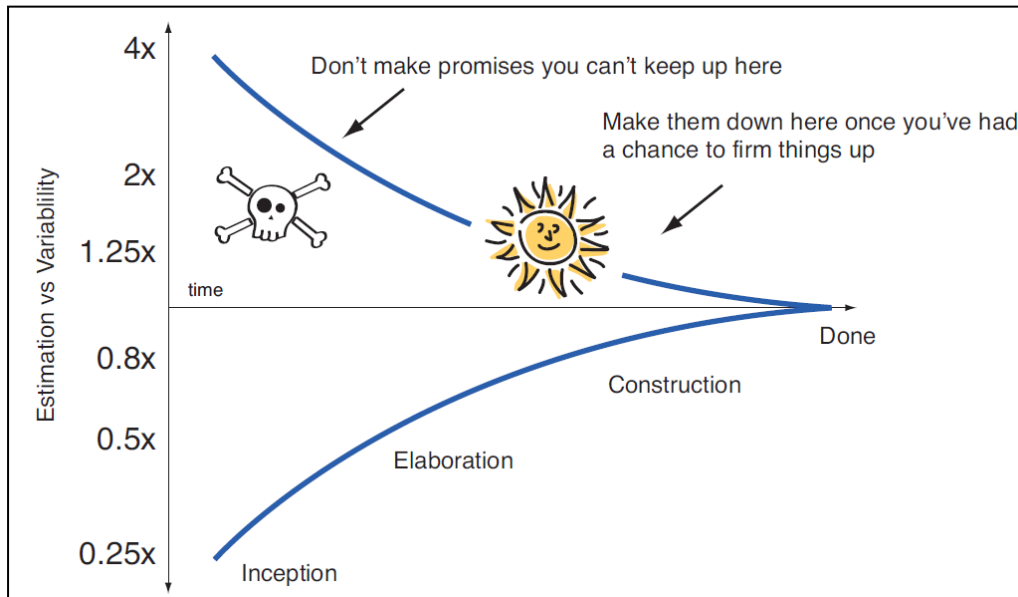 4x
Don't make promises you can't keep up here
Make them down here once you've had
a chance to firm things up
2x
1.25x
time
Estimation vs Variablility
Done
0.8x
Construction
0.5x
Elaboration
0.25x
Inception